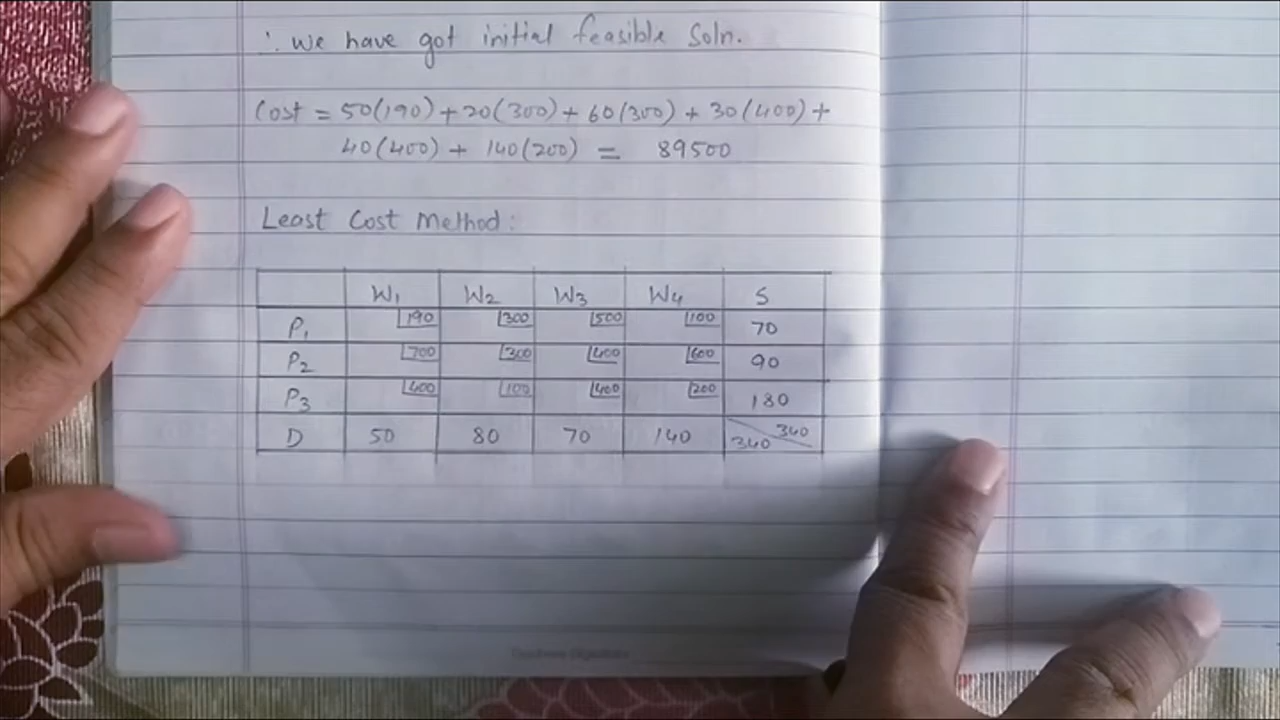 ∴ we have got initial feasible Soln.
Cost = 50(190) + 20(300) + 60(300) + 30(400) +
40(400) + 140(200) = 89500
Least Cost Method:
W1 W2 W3 W4 S
P1 190 300 500 100 70
P2 700 300 400 600 90
P3 400 100 400 200 180
D 50 80 70 140 340 340